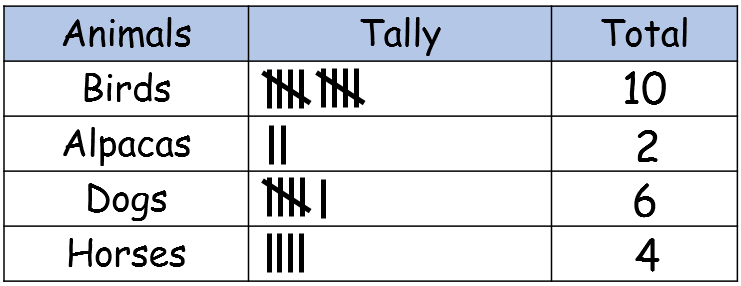 Animals Tally Total
Birds 10
Alpacas 2
Dogs 6
Horses 4